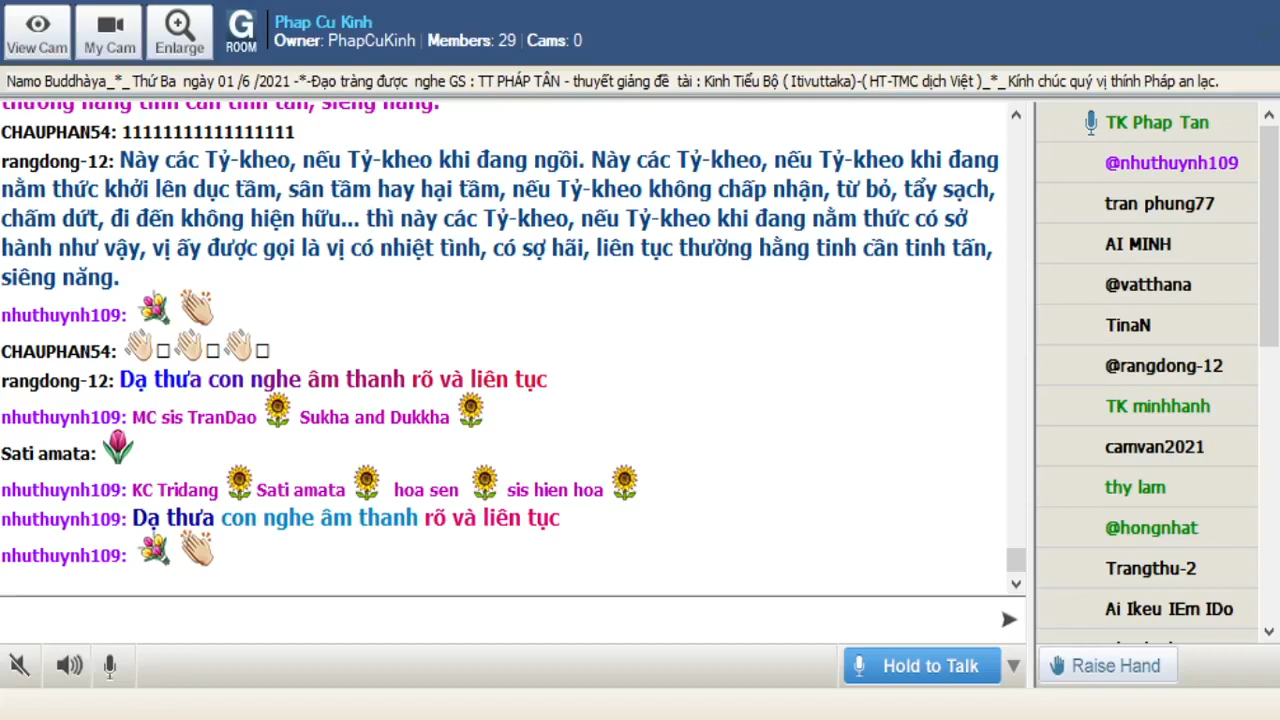 View Cam
My Cam
Enlarge
G
ROOM
Phap Cu Kinh
Owner: PhapCuKinh | Members: 29 | Cams: 0
Namo Buddhàya_*_Thứ Ba ngày 01 /6 /2021 -*-Đạo tràng được nghe GS : TT PHÁP TÂN - thuyết giảng đề tài : Kinh Tiểu Bộ ( Itivuttaka)-( HT-TMC dịch Việt )_*_Kính chúc quý vị thính Pháp an lạc.
thường hằng tinh cần tinh tấn, siêng năng.
CHAUPHAN54: 11111111111111111
rangdong-12: Này các Tỷ-kheo, nếu Tỷ-kheo khi đang ngồi. Này các Tỷ-kheo, nếu Tỷ-kheo khi đang
nằm thức khởi lên dục tầm, sân tầm hay hại tầm, nếu Tỷ-kheo không chấp nhận, từ bỏ, tẩy sạch,
chấm dứt, đi đến không hiện hữu... thì này các Tỷ-kheo, nếu Tỷ-kheo khi đang nằm thức có sở
hành như vậy, vị ấy được gọi là vị có nhiệt tình, có sợ hãi, liên tục thường hằng tinh cần tinh tấn,
siêng năng.
nhuthuynh109:
CHAUPHAN54:
rangdong-12: Dạ thưa con nghe âm thanh rõ và liên tục
nhuthuynh109: MC sis TranDao Sukha and Dukkha
Sati amata:
nhuthuynh109: KC Tridang Sati amata hoa sen sis hien hoa
nhuthuynh109: Dạ thưa con nghe âm thanh rõ và liên tục
nhuthuynh109:
TK Phap Tan
@nhuthuynh109
tran phung77
AI MINH
@vatthana
TinaN
@rangdong-12
TK minhhanh
camvan2021
thy lam
@hongnhat
Trangthu-2
Ai Ikeu IEm IDo
Hold to Talk
Raise Hand